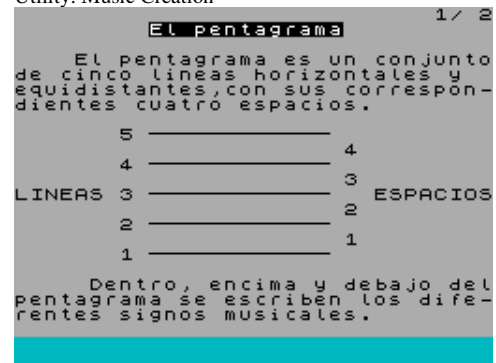 Utility: Music Creation
1/ 2
El pentagrama
El pentagrama es un conjunto
de cinco lineas horizontales y
equidistantes,con sus correspon-
dientes cuatro espacios.
5
4
4
3
LINEAS 3 ESPACIOS
2
2
1
1
Dentro, encima y debajo del
pentagrama se escriben los dife-
rentes signos musicales.